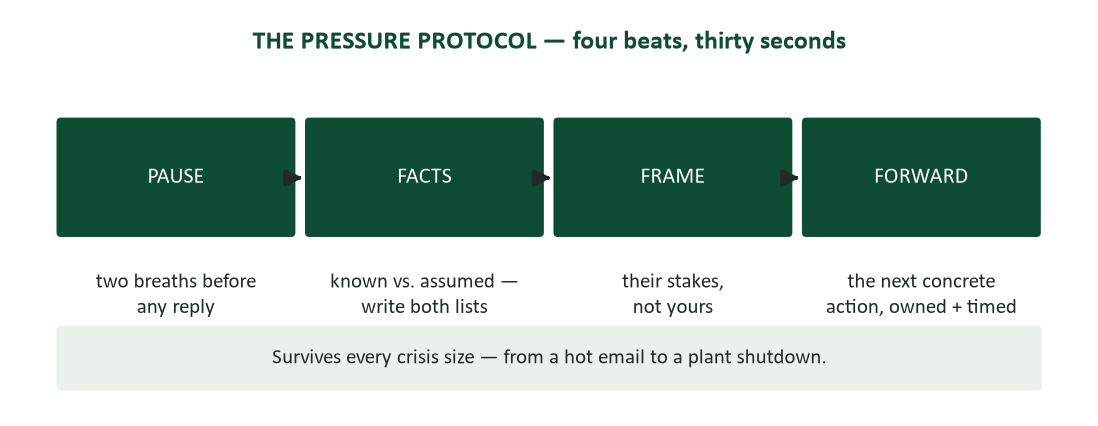 THE PRESSURE PROTOCOL — four beats, thirty seconds
PAUSE
FACTS
FRAME
FORWARD
two breaths before
any reply
known vs. assumed —
write both lists
their stakes,
not yours
the next concrete
action, owned + timed
Survives every crisis size — from a hot email to a plant shutdown.